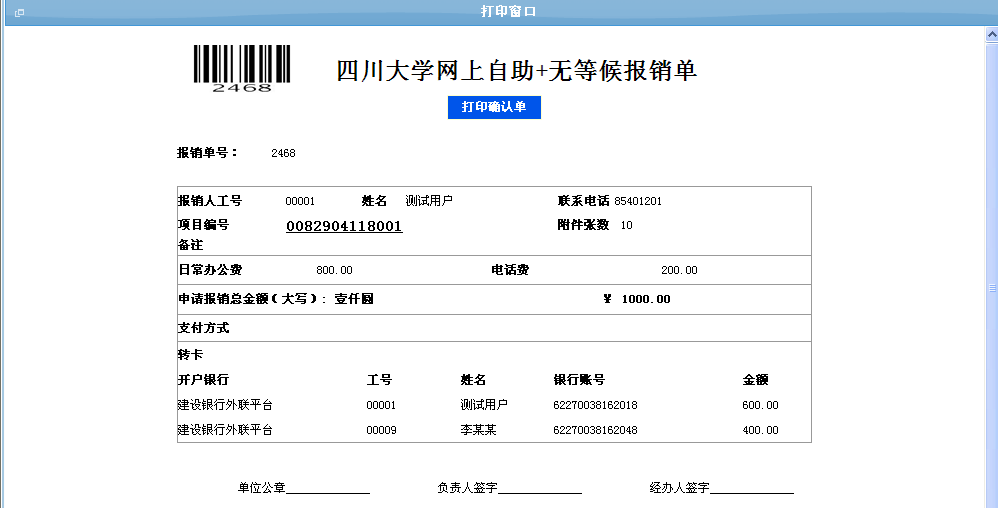 打印窗口
2468
四川大学网上自助+无等候报销单
打印确认单
报销单号： 2468
报销人工号 00001 姓名 测试用户 联系电话 85401201
项目编号 0082904118001 附件张数 10
备注
日常办公费 800.00 电话费 200.00
申请报销总金额（大写）: 壹仟圆 ￥ 1000.00
支付方式
转卡
开户银行 工号 姓名 银行账号 金额
建设银行外联平台 00001 测试用户 62270038162018 600.00
建设银行外联平台 00009 李某某 62270038162048 400.00
单位公章______________ 负责人签字______________ 经办人签字______________